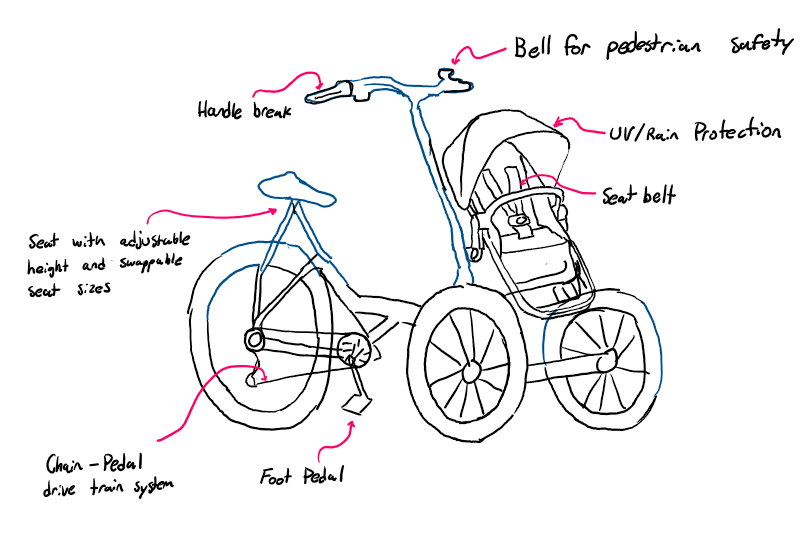 Bell for pedestrian safety
Handle break
UV/Rain Protection
Seat belt
Seat with adjustable
height and swappable
seat sizes
Chain-Pedal
drive train system
Foot Pedal